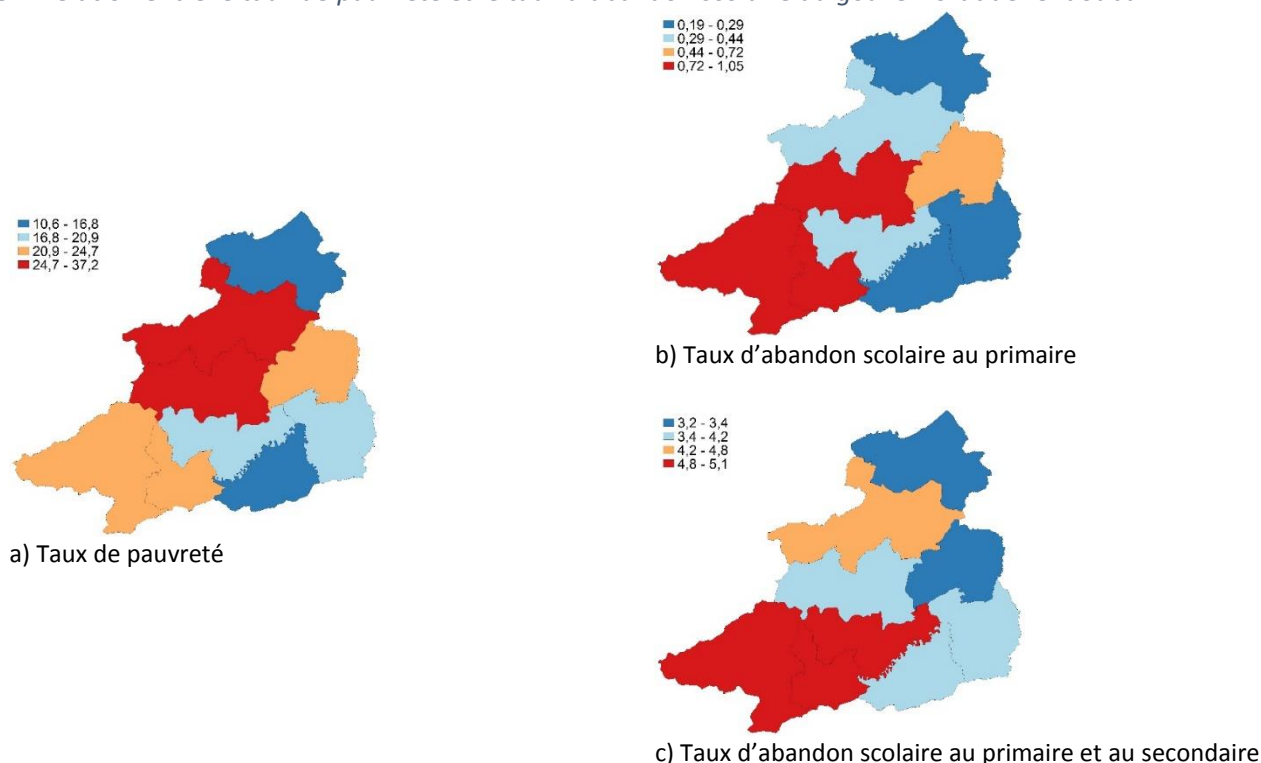 10,6 - 16,8
16,8 - 20,9
20,9 - 24,7
24,7 - 37,2
a) Taux de pauvreté
0,19 - 0,29
0,29 - 0,44
0,44 - 0,72
0,72 - 1,05
b) Taux d’abandon scolaire au primaire
3,2 - 3,4
3,4 - 4,2
4,2 - 4,8
4,8 - 5,1
c) Taux d’abandon scolaire au primaire et au secondaire